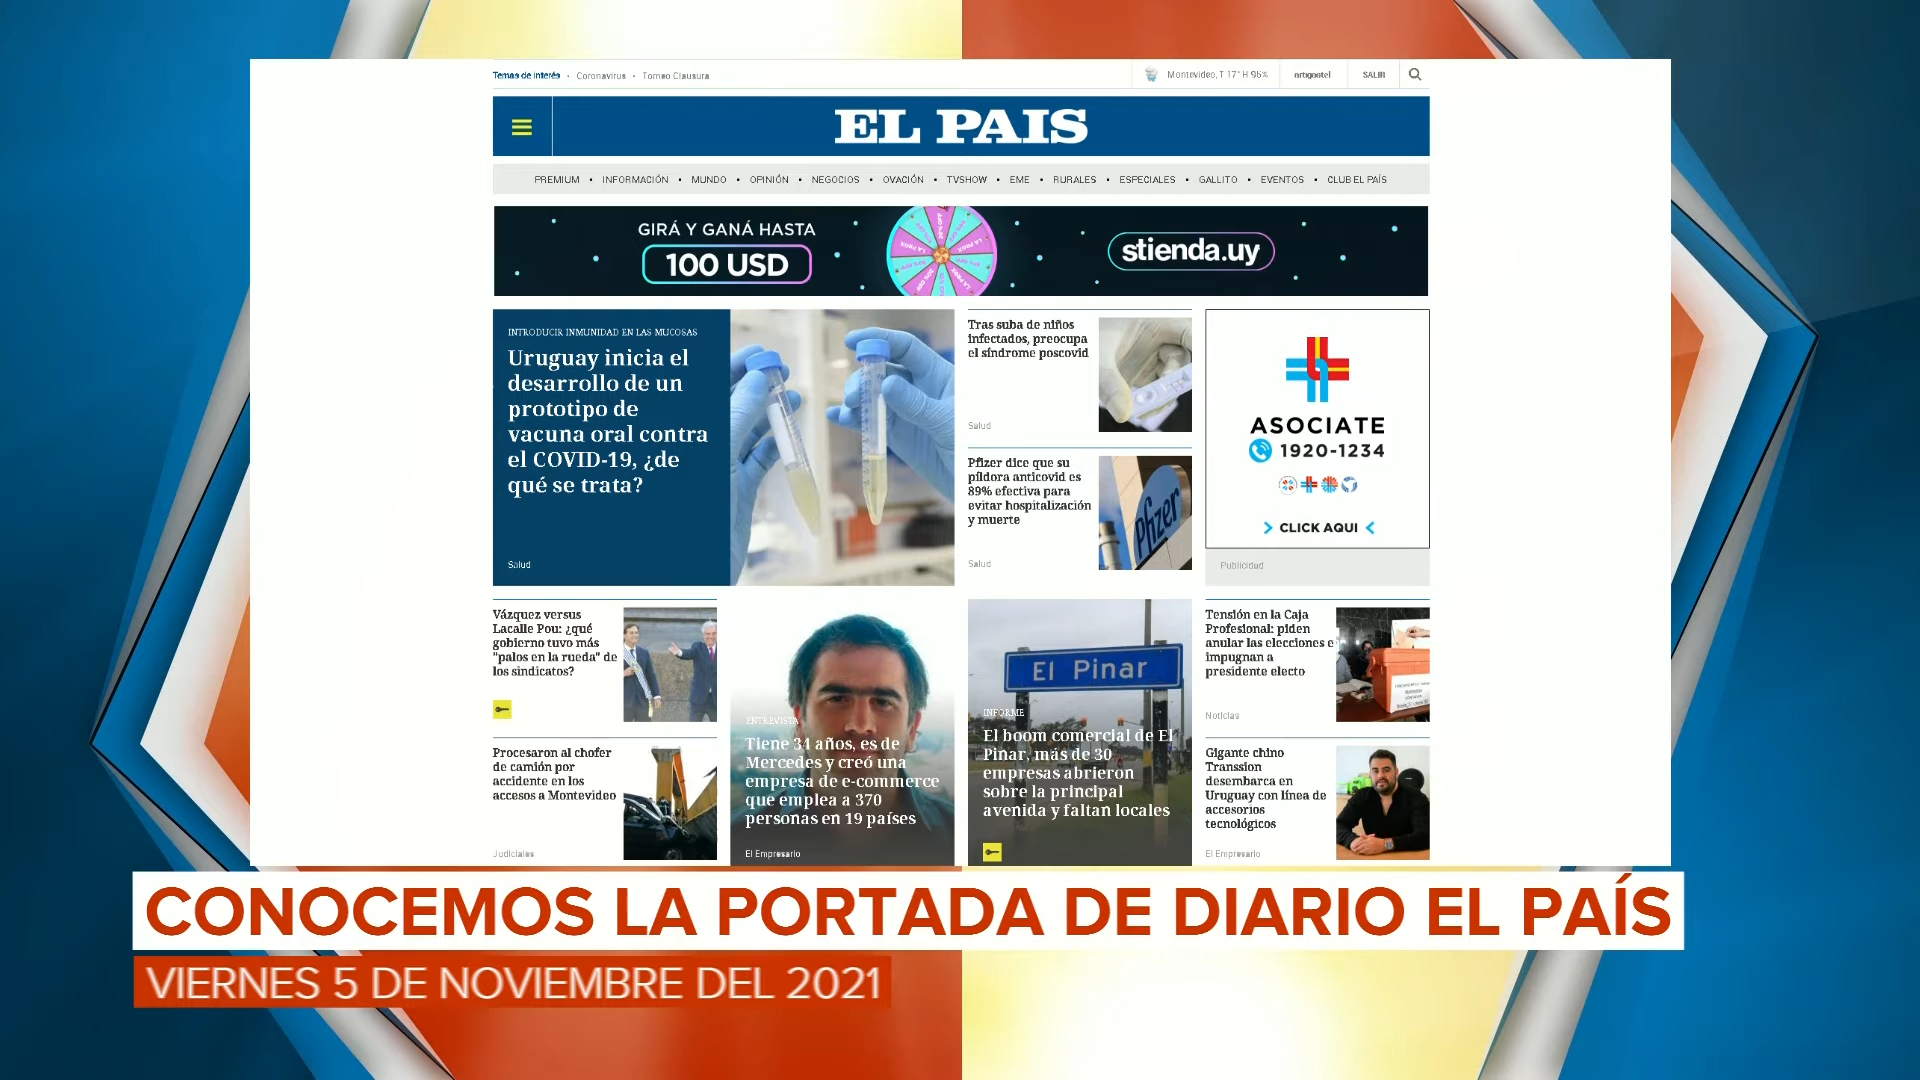 Temas de interés • Coronavirus • Torneo Clausura
Montevideo, T 17° H 95%
artigastel
SALIR
EL PAIS
PREMIUM • INFORMACIÓN • MUNDO • OPINIÓN • NEGOCIOS • OVACIÓN • TVSHOW • EME • RURALES • ESPECIALES • GALLITO • EVENTOS • CLUB EL PAÍS
GIRÁ Y GANÁ HASTA
100 USD
stienda.uy
INTRODUCIR INMUNIDAD EN LAS MUCOSAS
Uruguay inicia el
desarrollo de un
prototipo de
vacuna oral contra
el COVID-19, ¿de
qué se trata?
Salud
Tras suba de niños
infectados, preocupa
el síndrome poscovid
Salud
Pfizer dice que su
píldora anticovid es
89% efectiva para
evitar hospitalización
y muerte
Salud
Pfizer
ASOCIATE
1920-1234
CLICK AQUI
Publicidad
Vázquez versus
Lacalle Pou: ¿qué
gobierno tuvo más
"palos en la rueda" de
los sindicatos?
Procesaron al chofer
de camión por
accidente en los
accesos a Montevideo
Judiciales
ENTREVISTA
Tiene 34 años, es de
Mercedes y creó una
empresa de e-commerce
que emplea a 370
personas en 19 países
El Empresario
El Pinar
INFORME
El boom comercial de El
Pinar, más de 30
empresas abrieron
sobre la principal
avenida y faltan locales
Tensión en la Caja
Profesional: piden
anular las elecciones e
impugnan a
presidente electo
Noticias
Gigante chino
Transsion
desembarca en
Uruguay con línea de
accesorios
tecnológicos
El Empresario
CONOCEMOS LA PORTADA DE DIARIO EL PAÍS
VIERNES 5 DE NOVIEMBRE DEL 2021